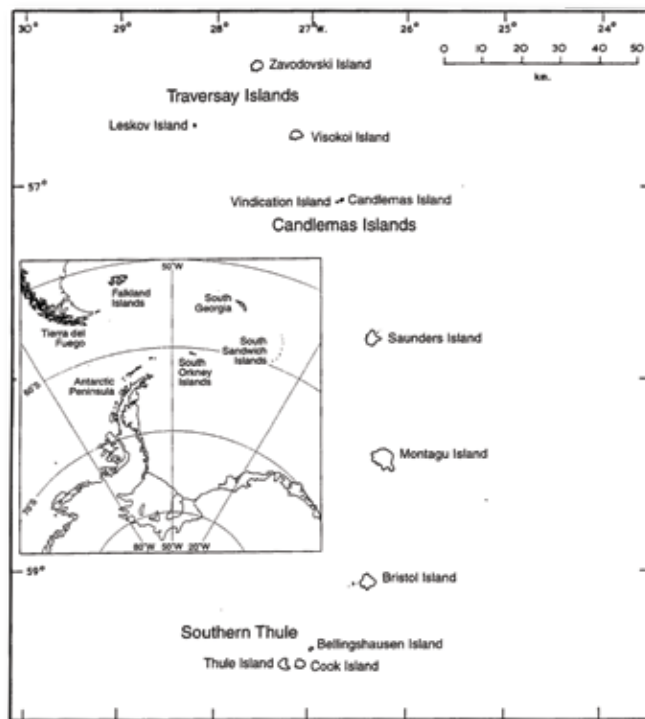 30°
29°
28°
27°W.
26°
25°
24°
0 10 20 30 40 50
km.
Zavodovski Island
Traversay Islands
Leskov Island
Visokoi Island
57°
Vindication Island
Candlemas Island
Candlemas Islands
50°W
Falkland
Islands
South
Georgia
Tierra del
Fuego
South
Sandwich
Islands
60°S
South
Orkney
Islands
Antarctic
Peninsula
70°S
80°W 50°W 20°W
Saunders Island
Montagu Island
59°
Bristol Island
Southern Thule
Bellingshausen Island
Thule Island
Cook Island